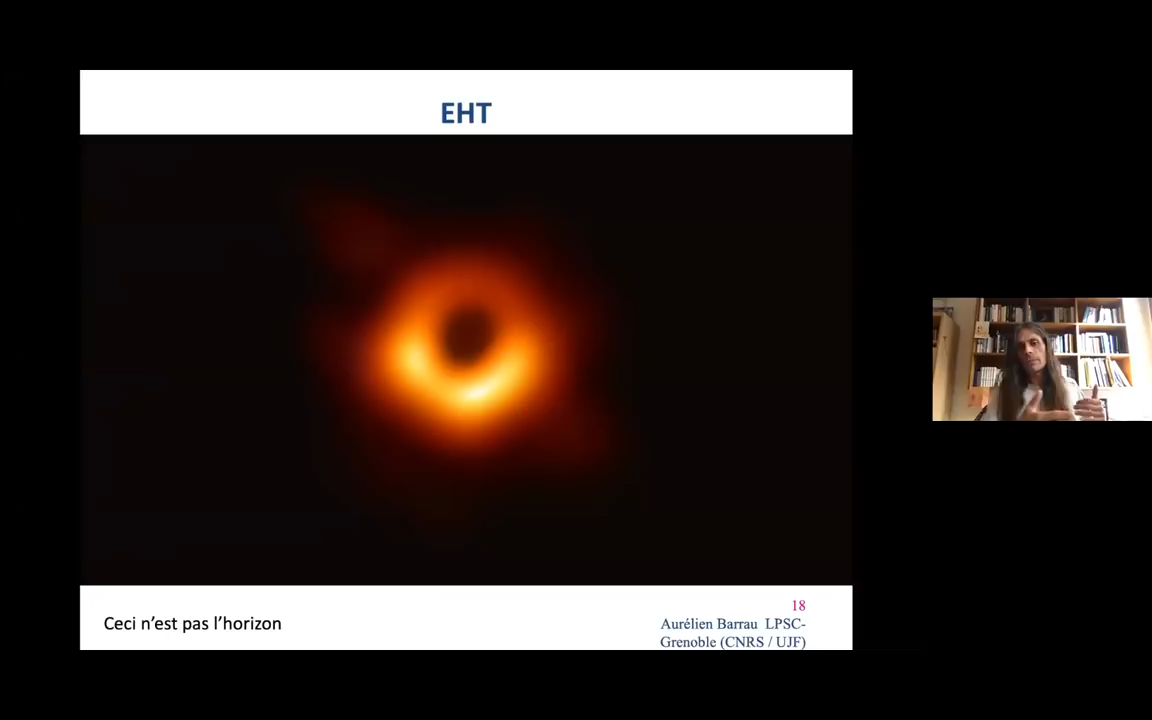 EHT
Ceci n’est pas l’horizon
18
Aurélien Barrau LPSC-
Grenoble (CNRS / UJF)